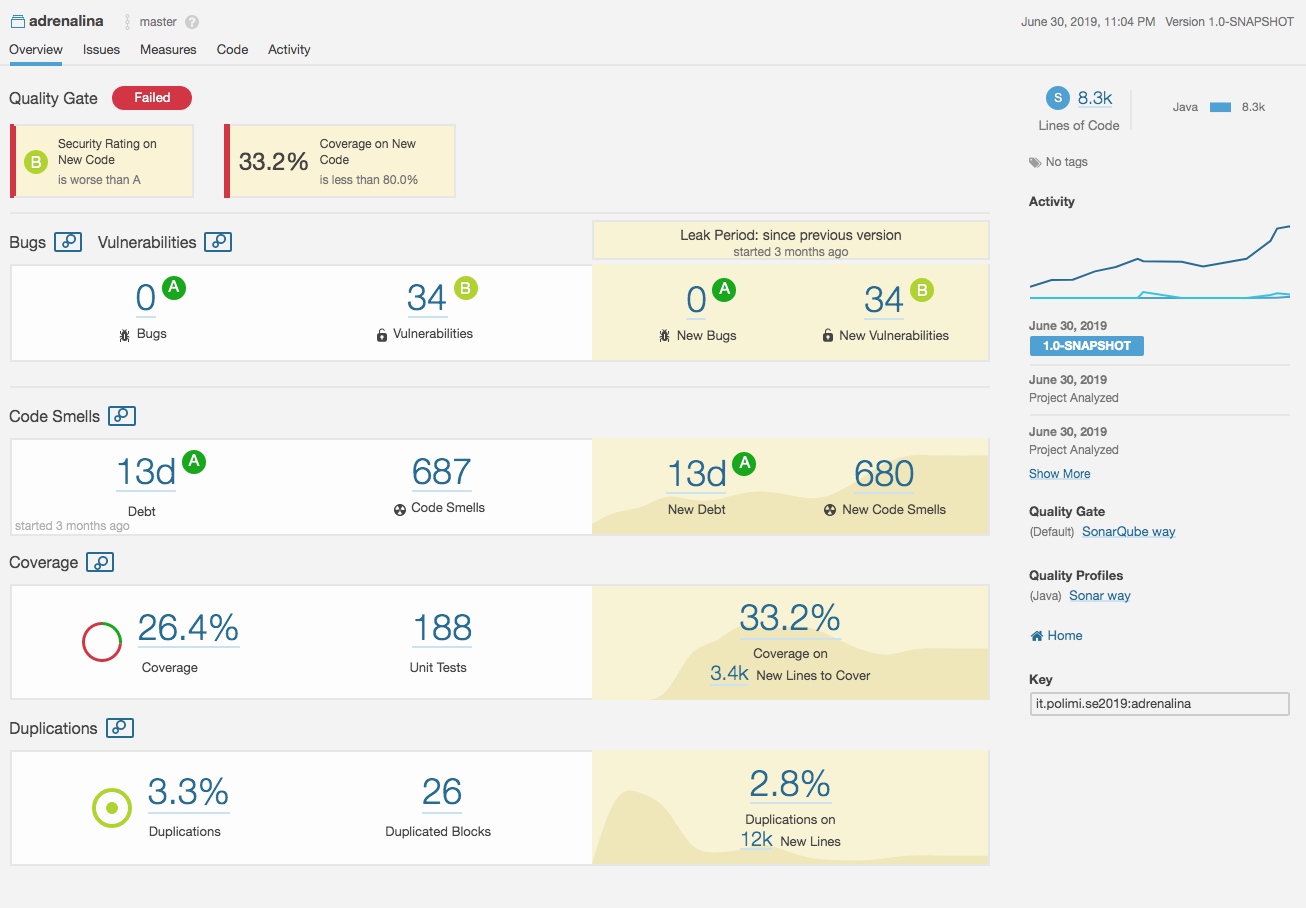 adrenalina master ?
June 30, 2019, 11:04 PM Version 1.0-SNAPSHOT
Overview Issues Measures Code Activity
Quality Gate Failed
B
Security Rating on
New Code
is worse than A
33.2%
Coverage on New
Code
is less than 80.0%
Bugs Vulnerabilities
Leak Period: since previous version
started 3 months ago
0 A
Bugs
34 B
Vulnerabilities
0 A
New Bugs
34 B
New Vulnerabilities
Code Smells
13d A
Debt
687
Code Smells
started 3 months ago
13d A
New Debt
680
New Code Smells
Coverage
26.4%
Coverage
188
Unit Tests
33.2%
Coverage on
3.4k New Lines to Cover
Duplications
3.3%
Duplications
26
Duplicated Blocks
2.8%
Duplications on
12k New Lines
S 8.3k
Lines of Code
Java 8.3k
No tags
Activity
June 30, 2019
1.0-SNAPSHOT
June 30, 2019
Project Analyzed
June 30, 2019
Project Analyzed
Show More
Quality Gate
(Default) SonarQube way
Quality Profiles
(Java) Sonar way
Home
Key
it.polimi.se2019:adrenalina